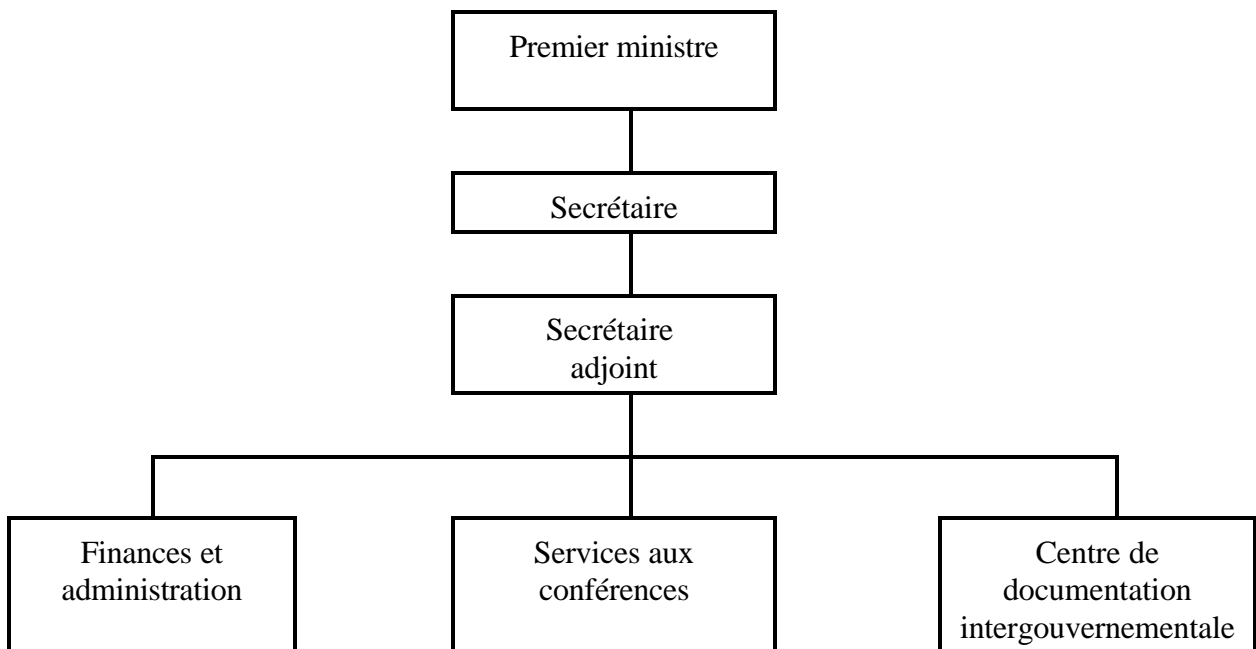 Premier ministre
Secrétaire
Secrétaire
adjoint
Finances et
administration
Services aux
conférences
Centre de
documentation
intergouvernementale